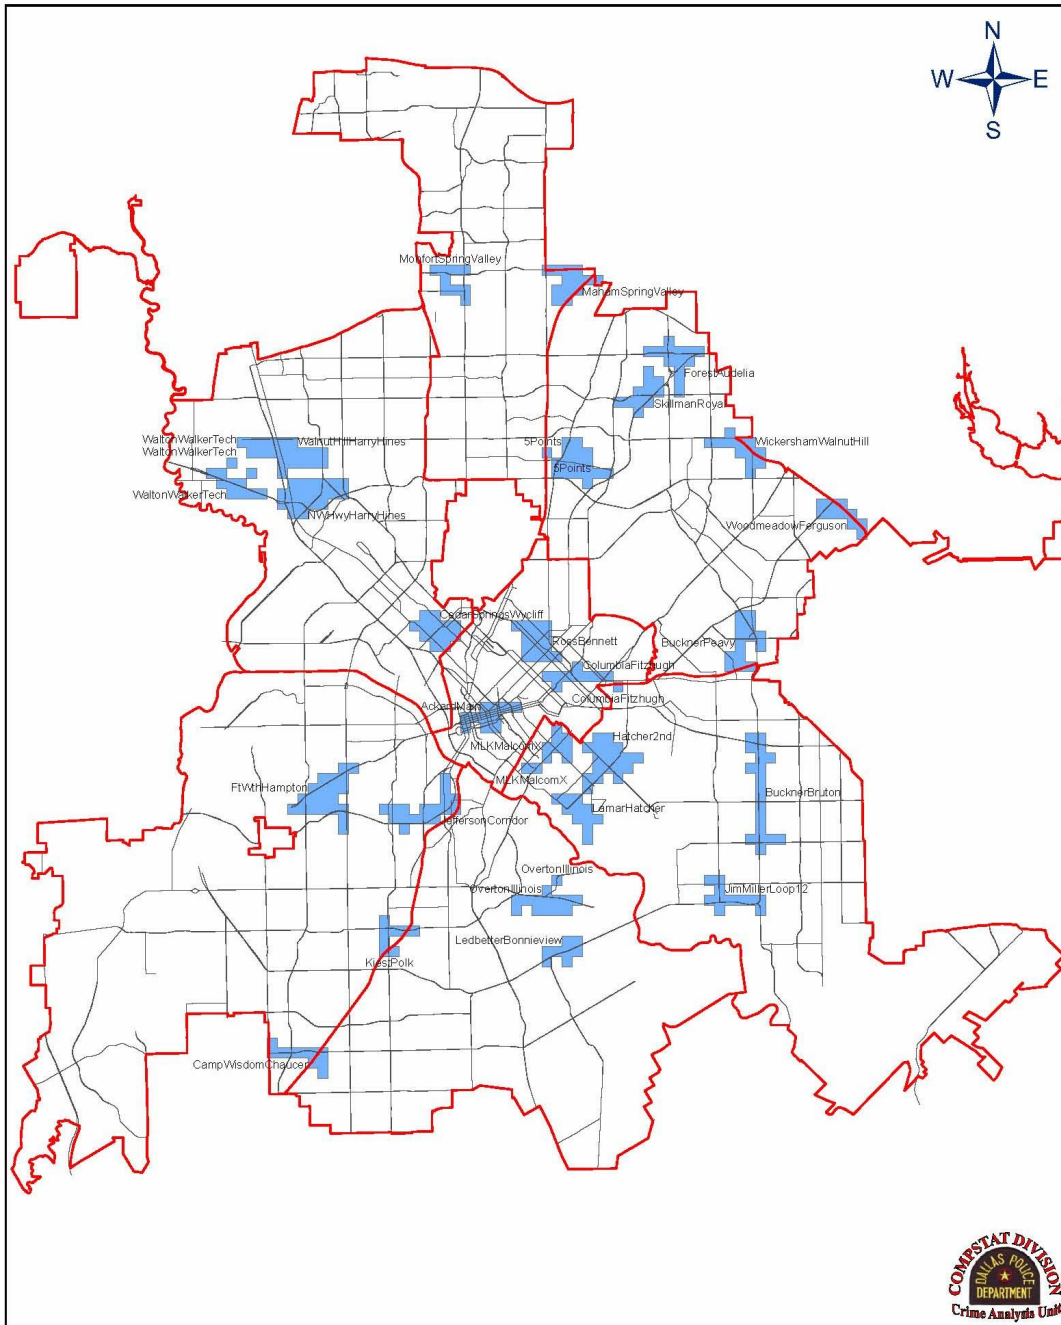 N
W E
S
MonfortSpringValley
MahamSpringValley
ForestAudelia
SkillmanRoyal
WaltonWalkerTech
WaltonWalkerTech
WalnutHillHarryHines
5Points
WickershamWalnutHill
5Points
WaltonWalkerTech
NWHwyHarryHines
WoodmeadowFerguson
CedarSpringsWycliff
RossBennett
BucknerPeavy
ColumbiaFitzhugh
ColumbiaFitzhugh
AckardMain
Hatcher2nd
MLKMalcomX
MLKMalcomX
FtWthHampton
BucknerBruton
LamarHatcher
JeffersonCorridor
OvertonIllinois
OvertonIllinois
JimMillerLoop12
LedbetterBonnieview
KiestPolk
CampWisdomChaucer
COMPSTAT DIVISION
DALLAS POLICE
DEPARTMENT
Crime Analysis Unit